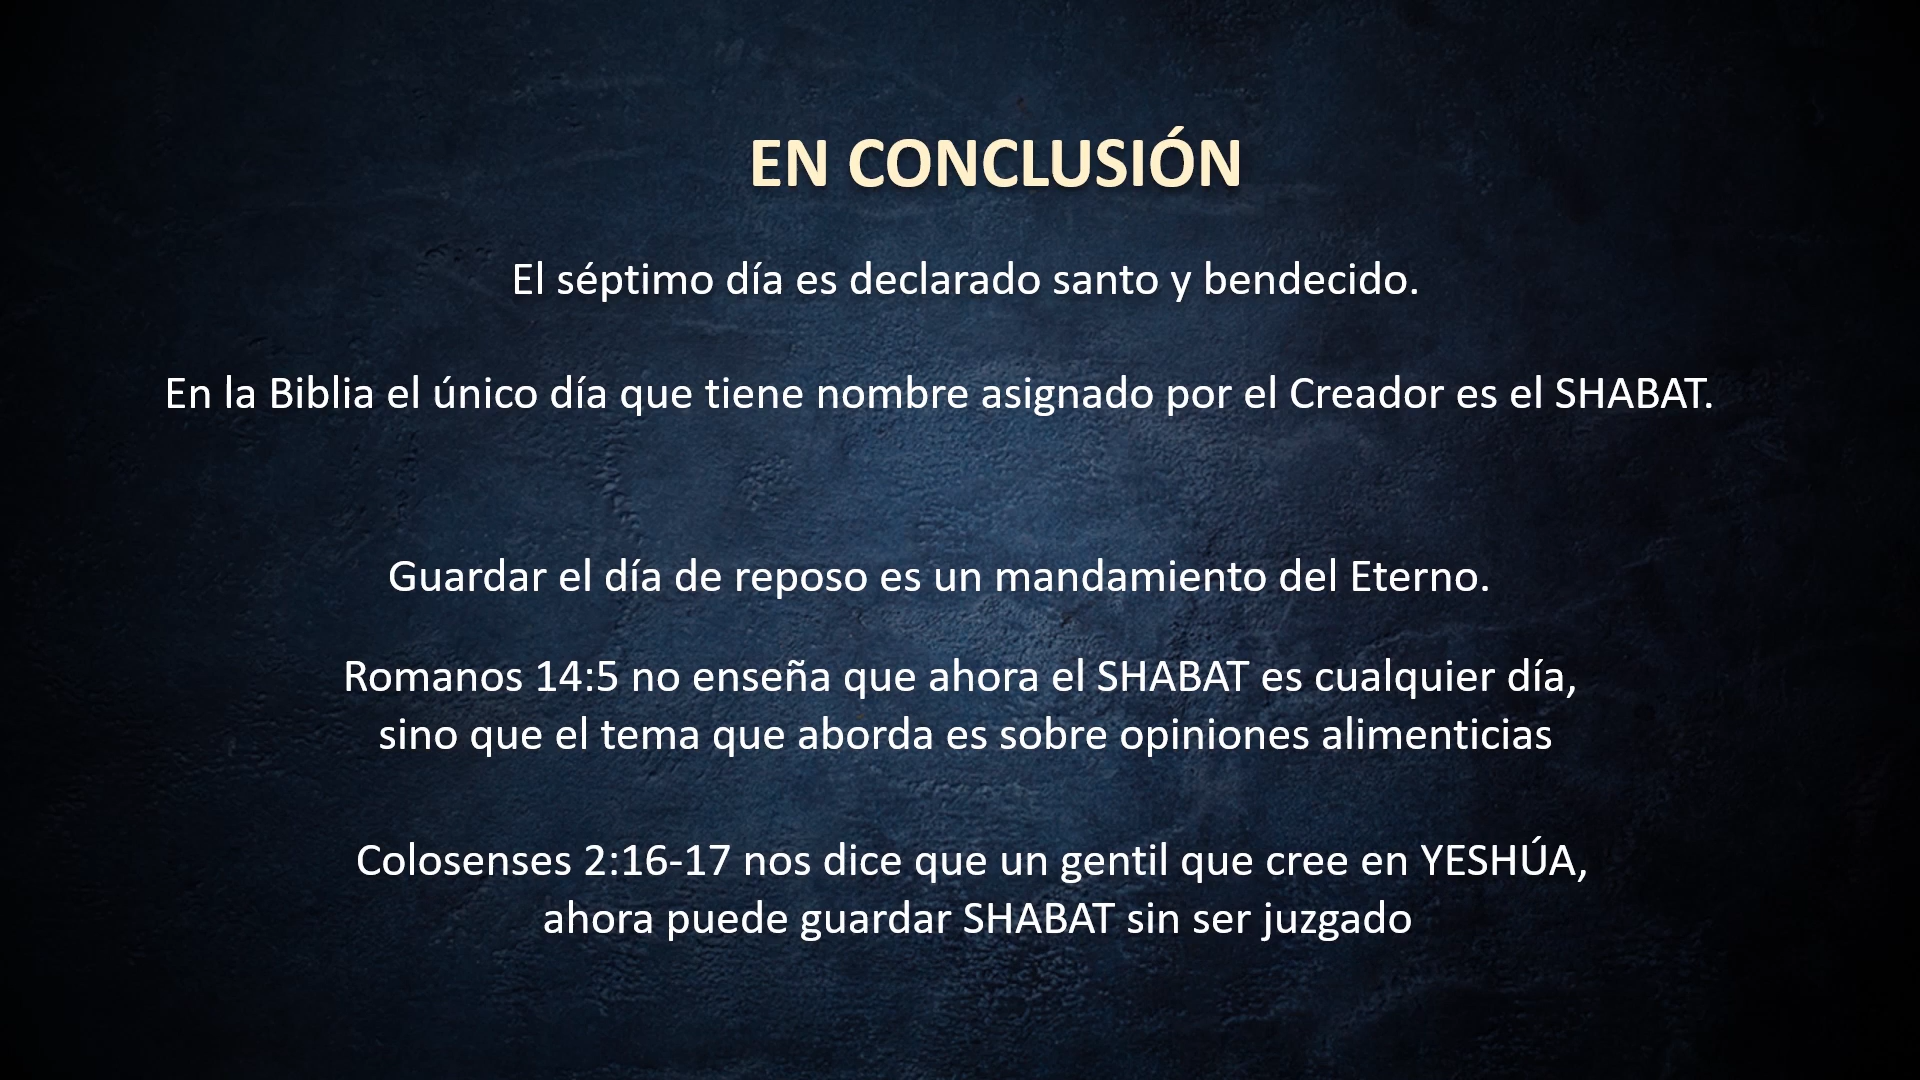 EN CONCLUSIÓN
El séptimo día es declarado santo y bendecido.
En la Biblia el único día que tiene nombre asignado por el Creador es el SHABAT.
Guardar el día de reposo es un mandamiento del Eterno.
Romanos 14:5 no enseña que ahora el SHABAT es cualquier día,
sino que el tema que aborda es sobre opiniones alimenticias
Colosenses 2:16-17 nos dice que un gentil que cree en YESHÚA,
ahora puede guardar SHABAT sin ser juzgado